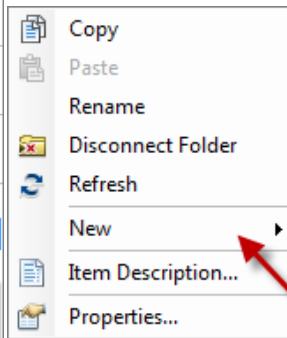 Copy
Paste
Rename
Disconnect Folder
Refresh
New
Item Description...
Properties...